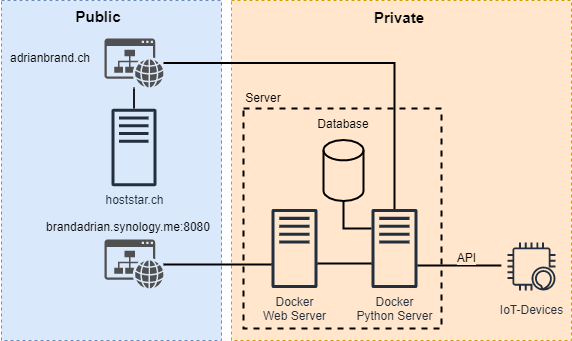 Public
Private
adrianbrand.ch
Server
Database
hoststar.ch
brandadrian.synology.me:8080
API
Docker
Web Server
Docker
Python Server
IoT-Devices